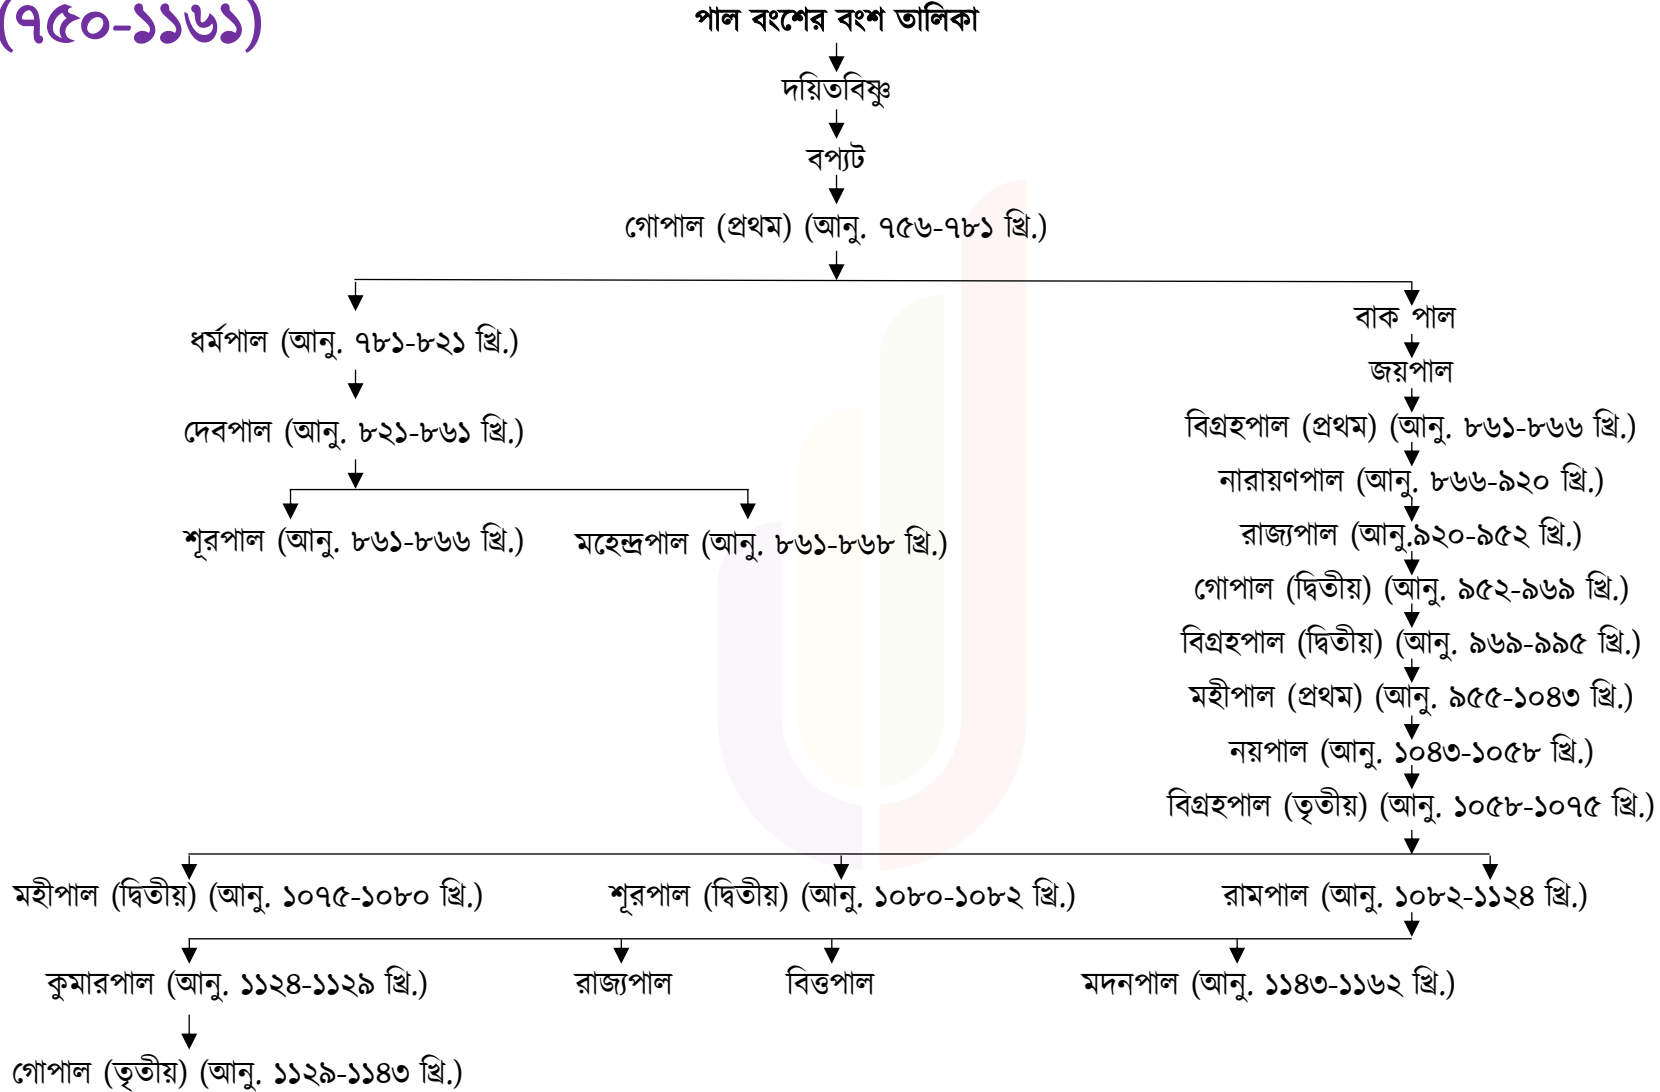 (৭৫০-১১৬১)
পাল বংশের বংশ তালিকা
দয়িতবিষ্ণু
বপ্যট
গোপাল (প্রথম) (আনু. ৭৫৬-৭৮১ খ্রি.)
ধর্মপাল (আনু. ৭৮১-৮২১ খ্রি.)
দেবপাল (আনু. ৮২১-৮৬১ খ্রি.)
শূরপাল (আনু. ৮৬১-৮৬৬ খ্রি.)
মহেন্দ্রপাল (আনু. ৮৬১-৮৬৮ খ্রি.)
বাক পাল
জয়পাল
বিগ্রহপাল (প্রথম) (আনু. ৮৬১-৮৬৬ খ্রি.)
নারায়ণপাল (আনু. ৮৬৬-৯২০ খ্রি.)
রাজ্যপাল (আনু.৯২০-৯৫২ খ্রি.)
গোপাল (দ্বিতীয়) (আনু. ৯৫২-৯৬৯ খ্রি.)
বিগ্রহপাল (দ্বিতীয়) (আনু. ৯৬৯-৯৯৫ খ্রি.)
মহীপাল (প্রথম) (আনু. ৯৫৫-১০৪৩ খ্রি.)
নয়পাল (আনু. ১০৪৩-১০৫৮ খ্রি.)
বিগ্রহপাল (তৃতীয়) (আনু. ১০৫৮-১০৭৫ খ্রি.)
মহীপাল (দ্বিতীয়) (আনু. ১০৭৫-১০৮০ খ্রি.)
শূরপাল (দ্বিতীয়) (আনু. ১০৮০-১০৮২ খ্রি.)
রামপাল (আনু. ১০৮২-১১২৪ খ্রি.)
কুমারপাল (আনু. ১১২৪-১১২৯ খ্রি.)
রাজ্যপাল
বিত্তপাল
মদনপাল (আনু. ১১৪৩-১১৬২ খ্রি.)
গোপাল (তৃতীয়) (আনু. ১১২৯-১১৪৩ খ্রি.)